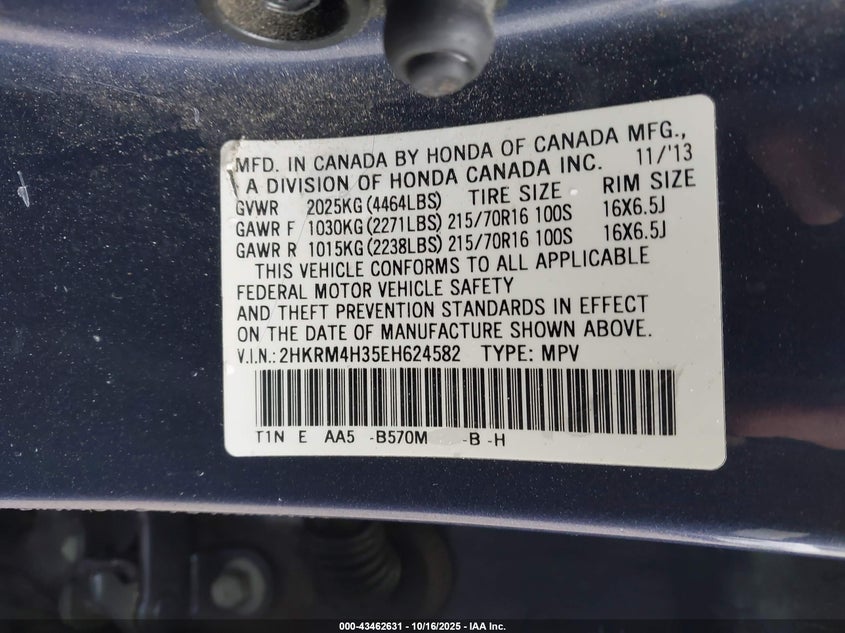 MFD. IN CANADA BY HONDA OF CANADA MFG.,
A DIVISION OF HONDA CANADA INC. 11/'13
GVWR 2025KG(4464LBS) TIRE SIZE RIM SIZE
GAWR F 1030KG(2271LBS) 215/70R16 100S 16X6.5J
GAWR R 1015KG(2238LBS) 215/70R16 100S 16X6.5J
THIS VEHICLE CONFORMS TO ALL APPLICABLE
FEDERAL MOTOR VEHICLE SAFETY
AND THEFT PREVENTION STANDARDS IN EFFECT
ON THE DATE OF MANUFACTURE SHOWN ABOVE.
V.I.N.: 2HKRM4H35EH624582 TYPE: MPV
T1N E AA5 -B570M -B -H
000-43462631 - 10/16/2025 - IAA Inc.